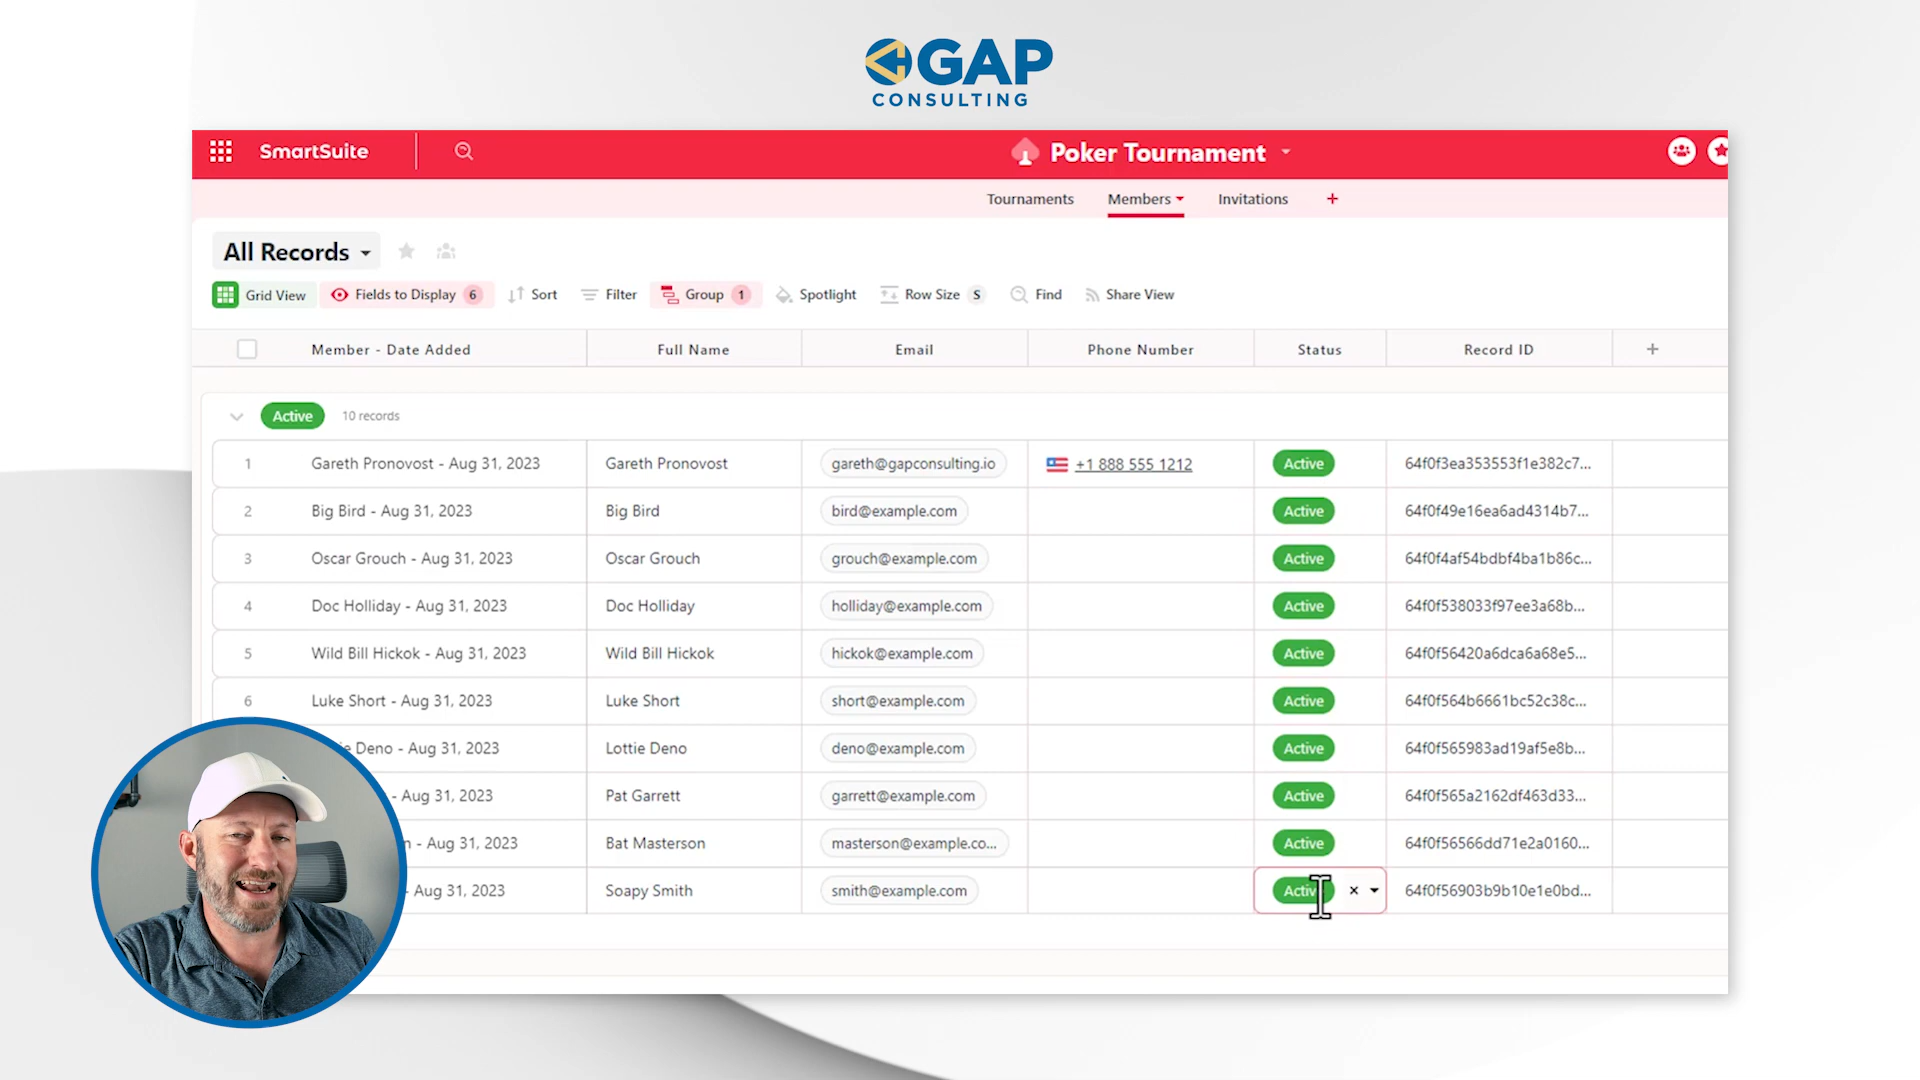 GAP
CONSULTING
SmartSuite
Poker Tournament
Tournaments Members Invitations +
All Records
Grid View Fields to Display 6 Sort Filter Group 1 Spotlight Row Size S Find Share View
Member - Date Added Full Name Email Phone Number Status Record ID +
Active 10 records
1 Gareth Pronovost - Aug 31, 2023 Gareth Pronovost gareth@gapconsulting.io +1 888 555 1212 Active 64f0f3ea353553f1e382c7...
2 Big Bird - Aug 31, 2023 Big Bird bird@example.com Active 64f0f49e16ea6ad4314b7...
3 Oscar Grouch - Aug 31, 2023 Oscar Grouch grouch@example.com Active 64f0f4af54bdbf4ba1b86c...
4 Doc Holliday - Aug 31, 2023 Doc Holliday holliday@example.com Active 64f0f538033f97ee3a68b...
5 Wild Bill Hickok - Aug 31, 2023 Wild Bill Hickok hickok@example.com Active 64f0f56420a6dca6a68e5...
6 Luke Short - Aug 31, 2023 Luke Short short@example.com Active 64f0f564b6661bc52c38c...
Deno - Aug 31, 2023 Lottie Deno deno@example.com Active 64f0f565983ad19af5e8b...
- Aug 31, 2023 Pat Garrett garrett@example.com Active 64f0f565a2162df463d33...
- Aug 31, 2023 Bat Masterson masterson@example.co... Active 64f0f56566dd71e2a0160...
- Aug 31, 2023 Soapy Smith smith@example.com Active 64f0f56903b9b10e1e0bd...